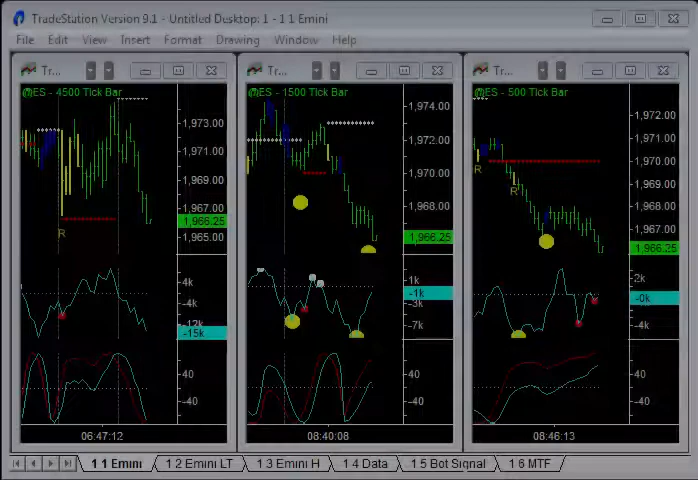 TradeStation Version 9.1 - Untitled Desktop: 1 - 1 1 Emini
File Edit View Insert Format Drawing Window Help
Tr... Tr... Tr...
@ES - 4500 Tick Bar
1,973.00
1,971.00
1,969.00
1,967.00
1,966.25
1,965.00
R
4k
-4k
-12k
-15k
40
-40
06:47:12
@ES - 1500 Tick Bar
1,974.00
1,972.00
1,970.00
1,968.00
1,966.25
1k
-1k
-3k
-7k
40
-40
08:40:08
@ES - 500 Tick Bar
1,972.00
1,971.00
1,970.00
1,969.00
1,968.00
1,967.00
1,966.25
R
R
2k
-0k
-4k
40
-40
08:46:13
1 1 Emini 1 2 Emini LT 1 3 Emini H 1 4 Data 1 5 Bot Signal 1 6 MTF